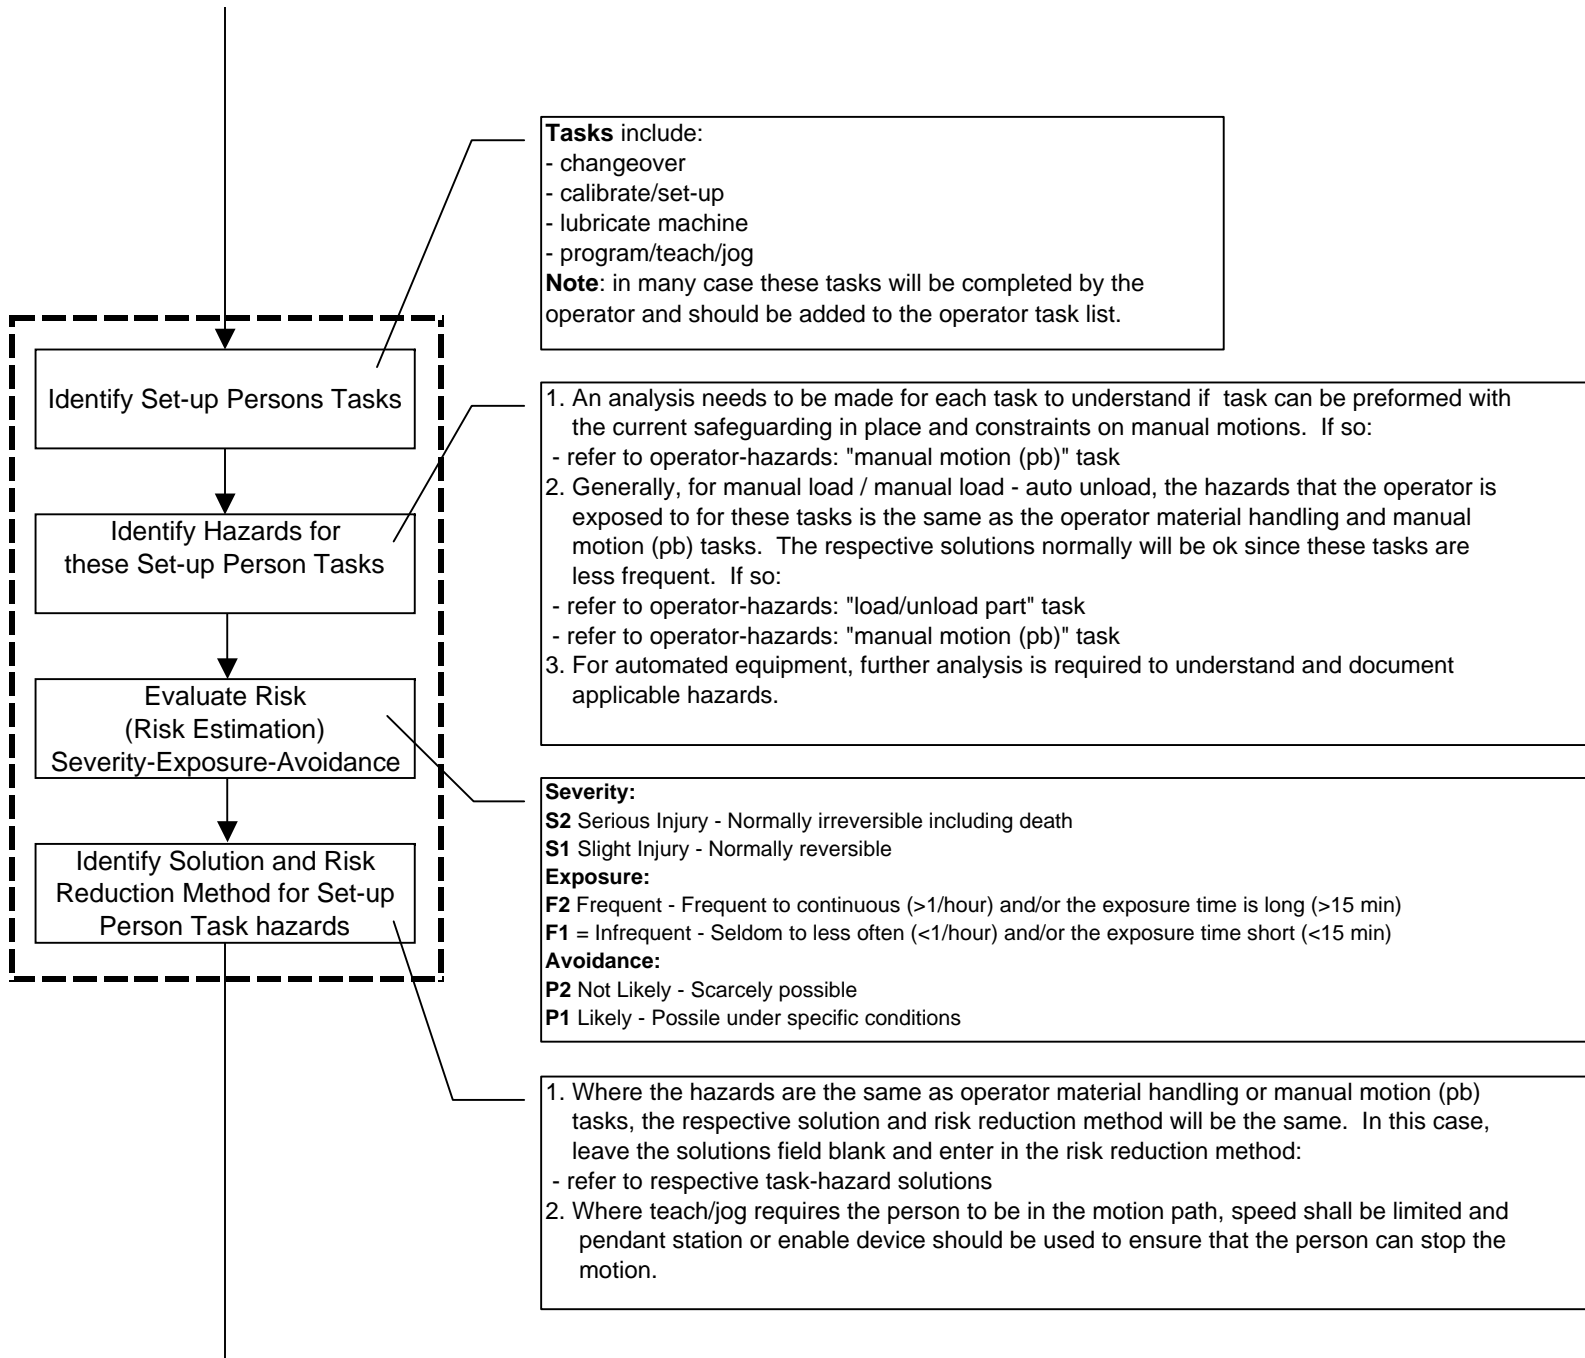 Tasks include:
- changeover
- calibrate/set-up
- lubricate machine
- program/teach/jog
Note: in many case these tasks will be completed by the
operator and should be added to the operator task list.
Identify Set-up Persons Tasks
1. An analysis needs to be made for each task to understand if  task can be preformed with
the current safeguarding in place and constraints on manual motions.  If so:
- refer to operator-hazards: "manual motion (pb)" task
2. Generally, for manual load / manual load - auto unload, the hazards that the operator is
exposed to for these tasks is the same as the operator material handling and manual
motion (pb) tasks.  The respective solutions normally will be ok since these tasks are
less frequent.  If so:
- refer to operator-hazards: "load/unload part" task
- refer to operator-hazards: "manual motion (pb)" task
3. For automated equipment, further analysis is required to understand and document
applicable hazards.
Identify Hazards for
these Set-up Person Tasks
Evaluate Risk
(Risk Estimation)
Severity-Exposure-Avoidance
Severity:
S2 Serious Injury - Normally irreversible including death
S1 Slight Injury - Normally reversible
Exposure:
F2 Frequent - Frequent to continuous (>1/hour) and/or the exposure time is long (>15 min)
F1 = Infrequent - Seldom to less often (<1/hour) and/or the exposure time short (<15 min)
Avoidance:
P2 Not Likely - Scarcely possible
P1 Likely - Possile under specific conditions
Identify Solution and Risk
Reduction Method for Set-up
Person Task hazards
1. Where the hazards are the same as operator material handling or manual motion (pb)
tasks, the respective solution and risk reduction method will be the same.  In this case,
leave the solutions field blank and enter in the risk reduction method:
- refer to respective task-hazard solutions
2. Where teach/jog requires the person to be in the motion path, speed shall be limited and
pendant station or enable device should be used to ensure that the person can stop the
motion.